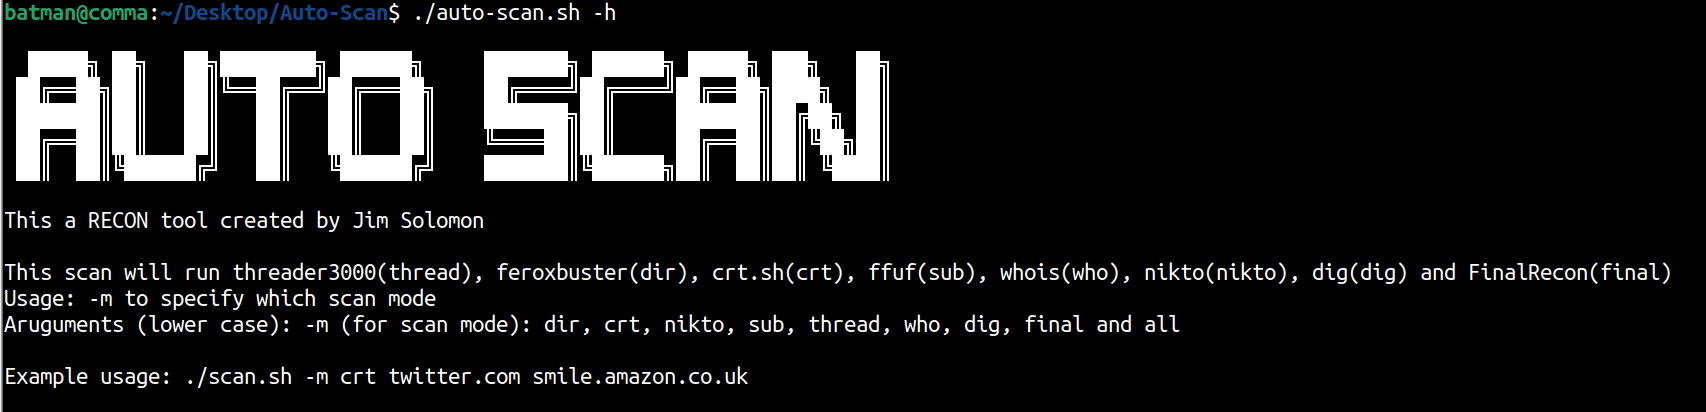 batman@comma:~/Desktop/Auto-Scan$ ./auto-scan.sh -h
AUTO SCAN
This a RECON tool created by Jim Solomon
This scan will run threader3000(thread), feroxbuster(dir), crt.sh(crt), ffuf(sub), whois(who), nikto(nikto), dig(dig) and FinalRecon(final)
Usage: -m to specify which scan mode
Aruguments (lower case): -m (for scan mode): dir, crt, nikto, sub, thread, who, dig, final and all
Example usage: ./scan.sh -m crt twitter.com smile.amazon.co.uk